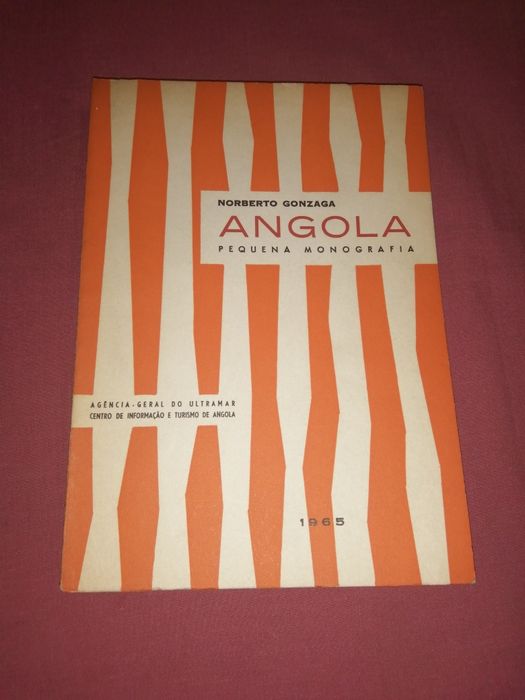 NORBERTO GONZAGA
ANGOLA
PEQUENA MONOGRAFIA
AGÊNCIA-GERAL DO ULTRAMAR
CENTRO DE INFORMAÇÃO E TURISMO DE ANGOLA
1965